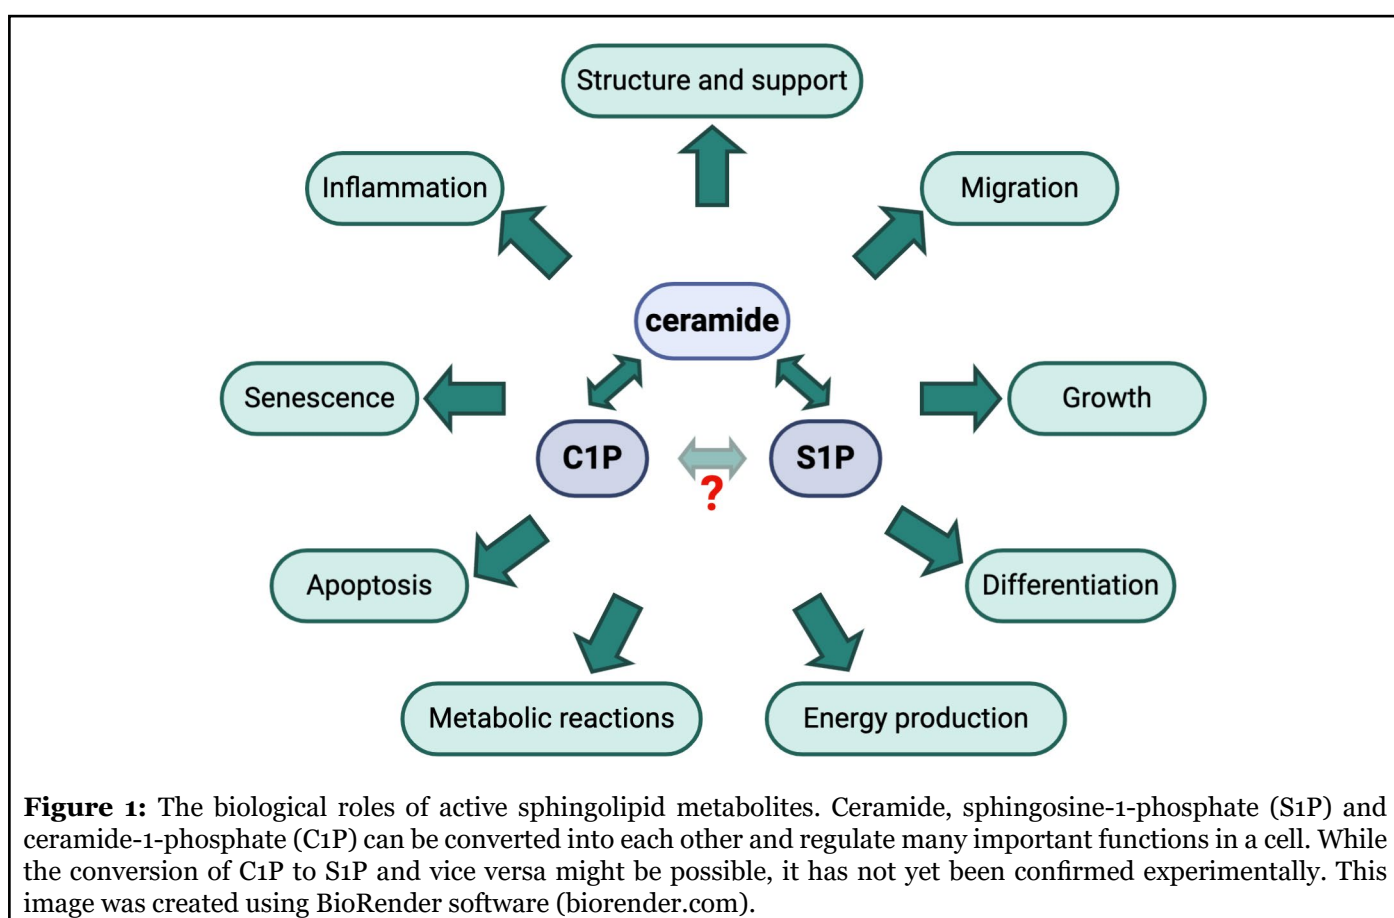 Structure and support
Inflammation
Migration
ceramide
Senescence
Growth
C1P
S1P
?
Apoptosis
Differentiation
Metabolic reactions
Energy production
Figure 1: The biological roles of active sphingolipid metabolites. Ceramide, sphingosine-1-phosphate (S1P) and
ceramide-1-phosphate (C1P) can be converted into each other and regulate many important functions in a cell. While
the conversion of C1P to S1P and vice versa might be possible, it has not yet been confirmed experimentally. This
image was created using BioRender software (biorender.com).